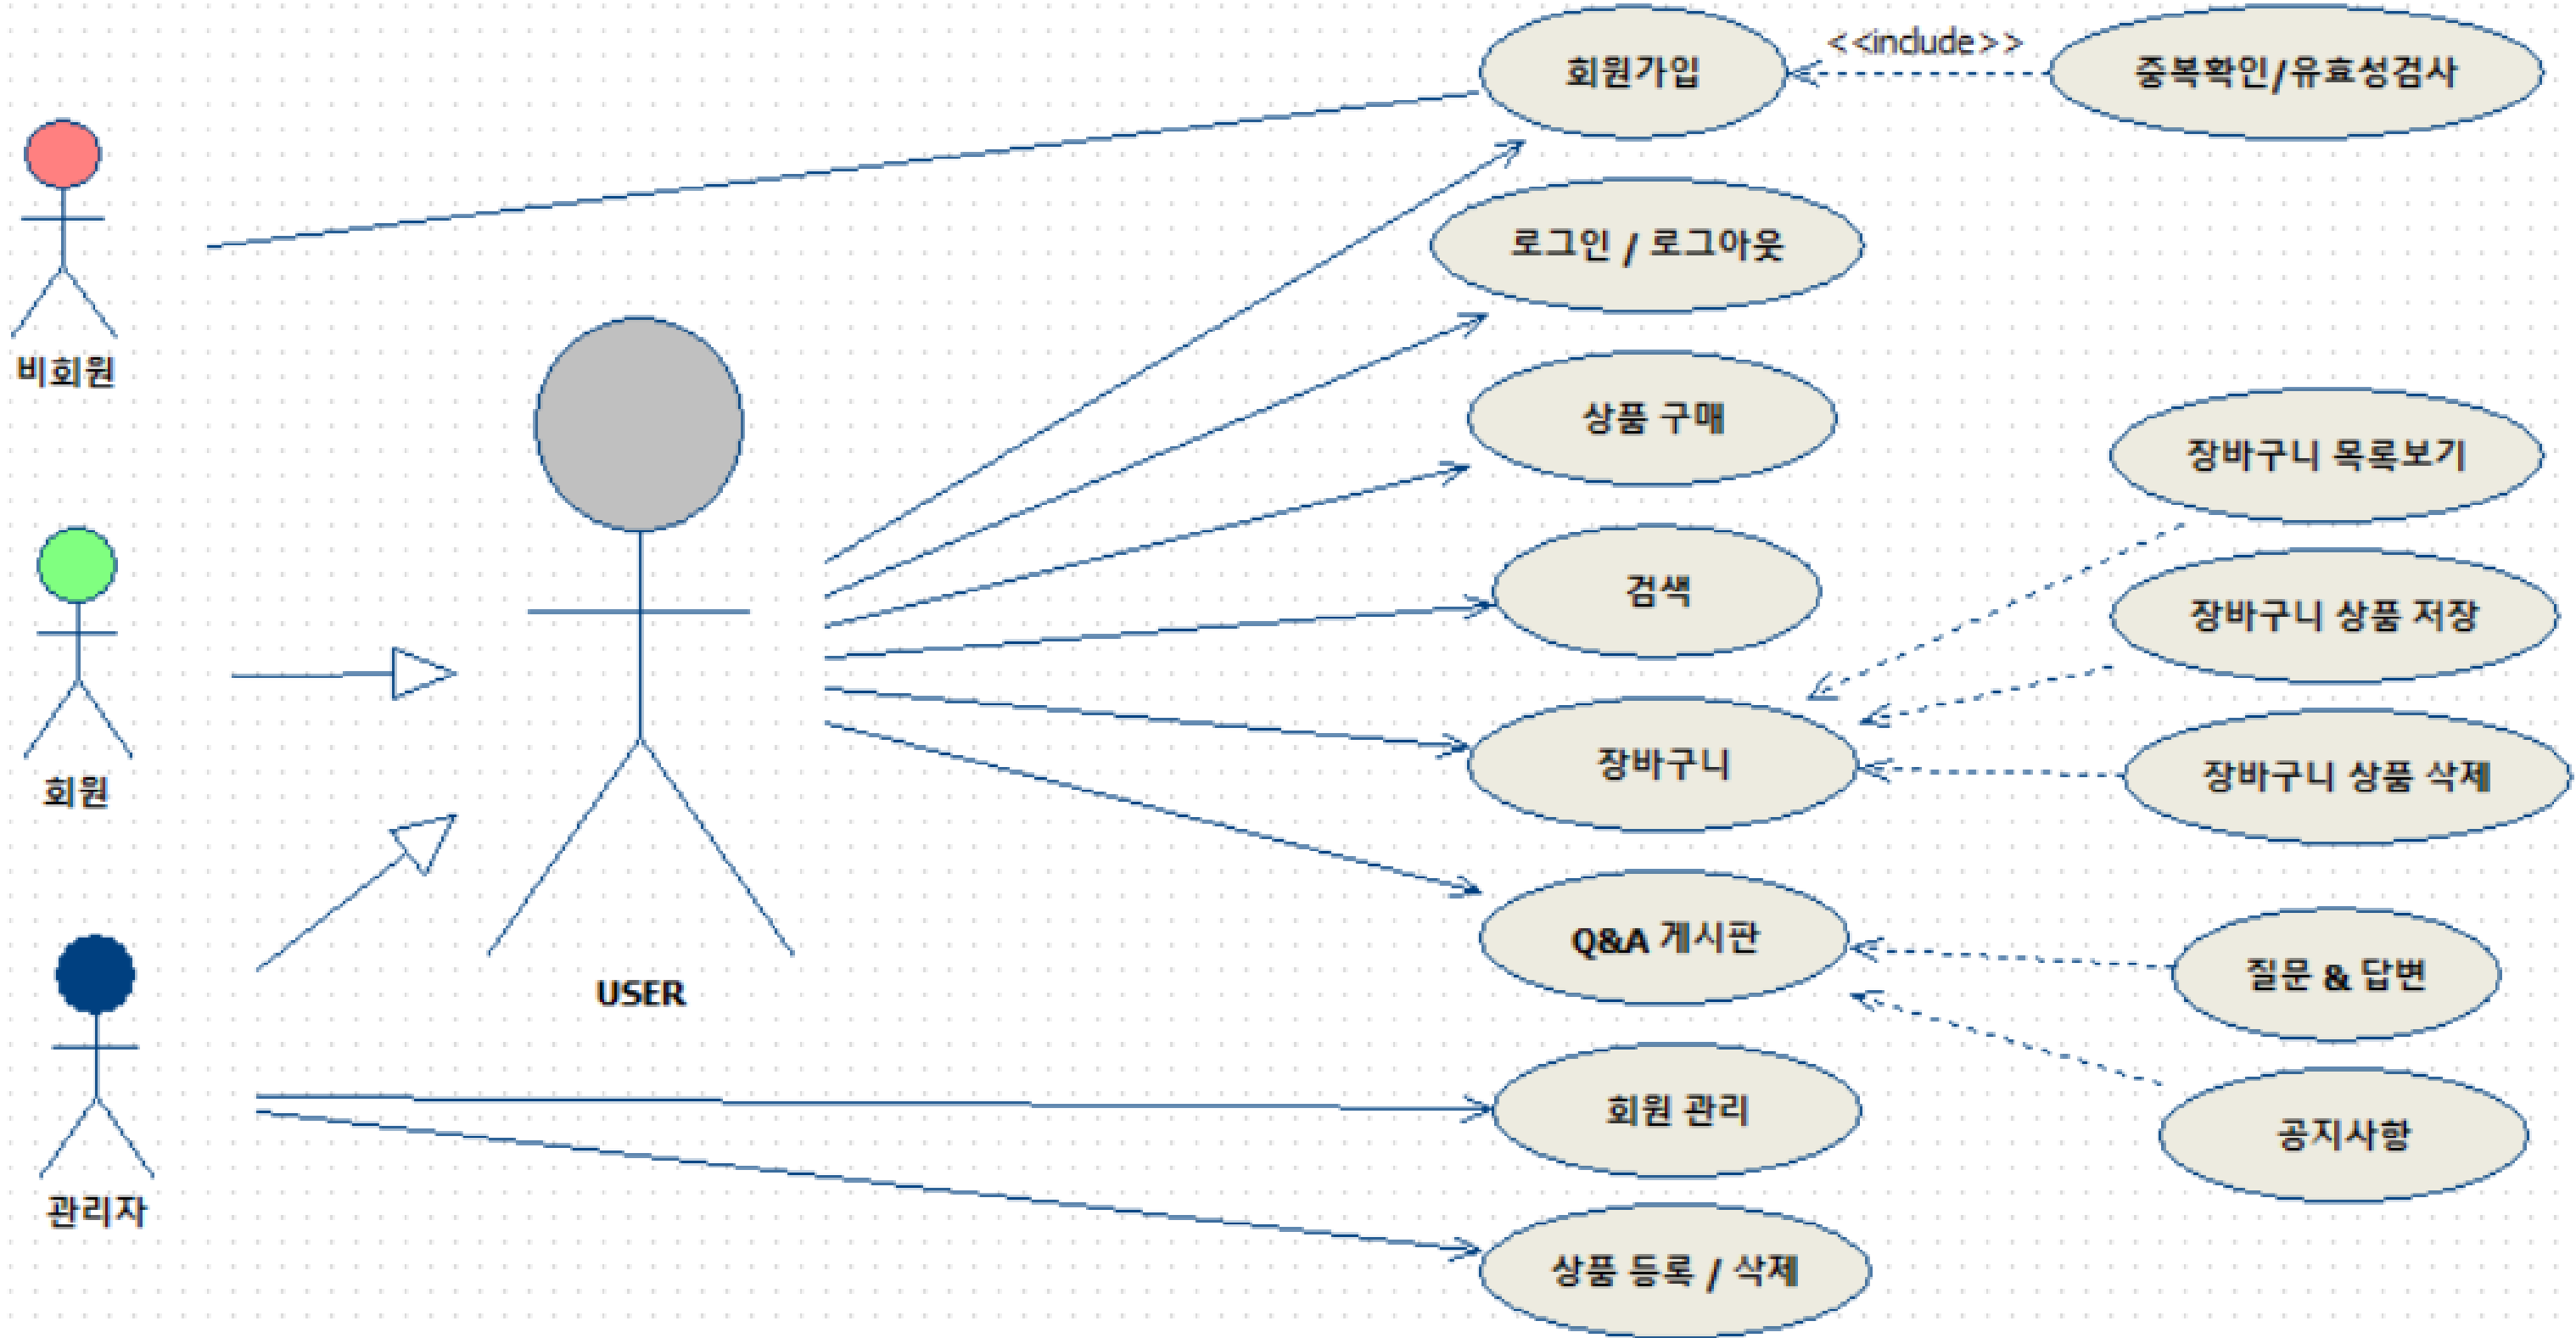 회원가입
<<include>>
중복확인/유효성검사
로그인 / 로그아웃
비회원
상품 구매
장바구니 목록보기
검색
장바구니 상품 저장
회원
장바구니
장바구니 상품 삭제
USER
Q&A 게시판
질문 & 답변
관리자
회원 관리
공지사항
상품 등록 / 삭제